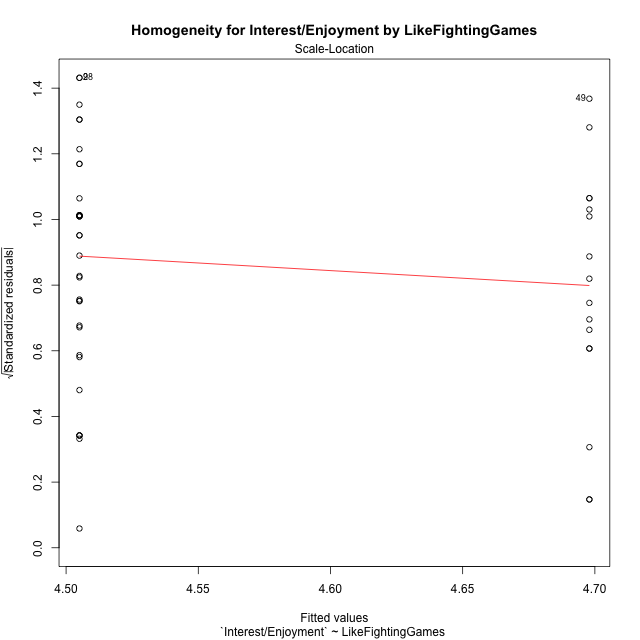 Homogeneity for Interest/Enjoyment by LikeFightingGames
Scale-Location
49
1.4
1.2
1.0
0.8
0.6
0.4
0.2
0.0
√|Standardized residuals|
4.50 4.55 4.60 4.65 4.70
Fitted values
`Interest/Enjoyment` ~ LikeFightingGames